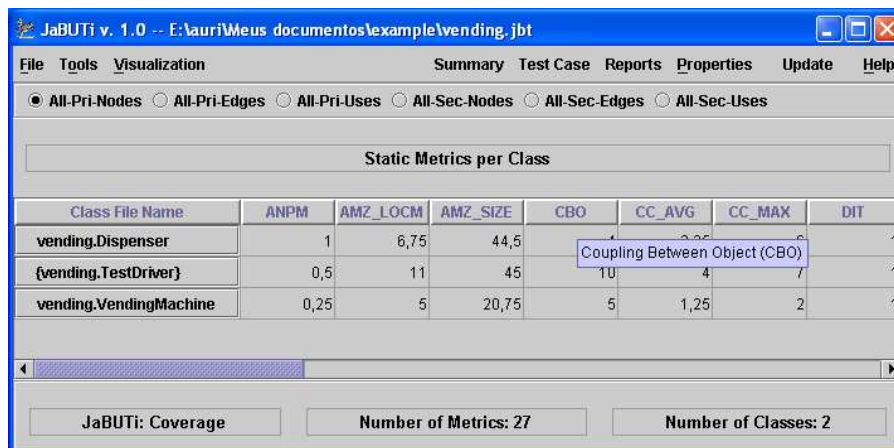 JaBUTi v. 1.0 -- E:\auri\Meus documentos\example\vending.jbt
File Tools Visualization Summary Test Case Reports Properties Update Help
All-Pri-Nodes All-Pri-Edges All-Pri-Uses All-Sec-Nodes All-Sec-Edges All-Sec-Uses
Static Metrics per Class
Class File Name ANPM AMZ_LOCM AMZ_SIZE CBO CC_AVG CC_MAX DIT
vending.Dispenser 1 6,75 44,5
Coupling Between Object (CBO)
{vending.TestDriver} 0,5 11 45 10 4 7
vending.VendingMachine 0,25 5 20,75 5 1,25 2
JaBUTi: Coverage Number of Metrics: 27 Number of Classes: 2